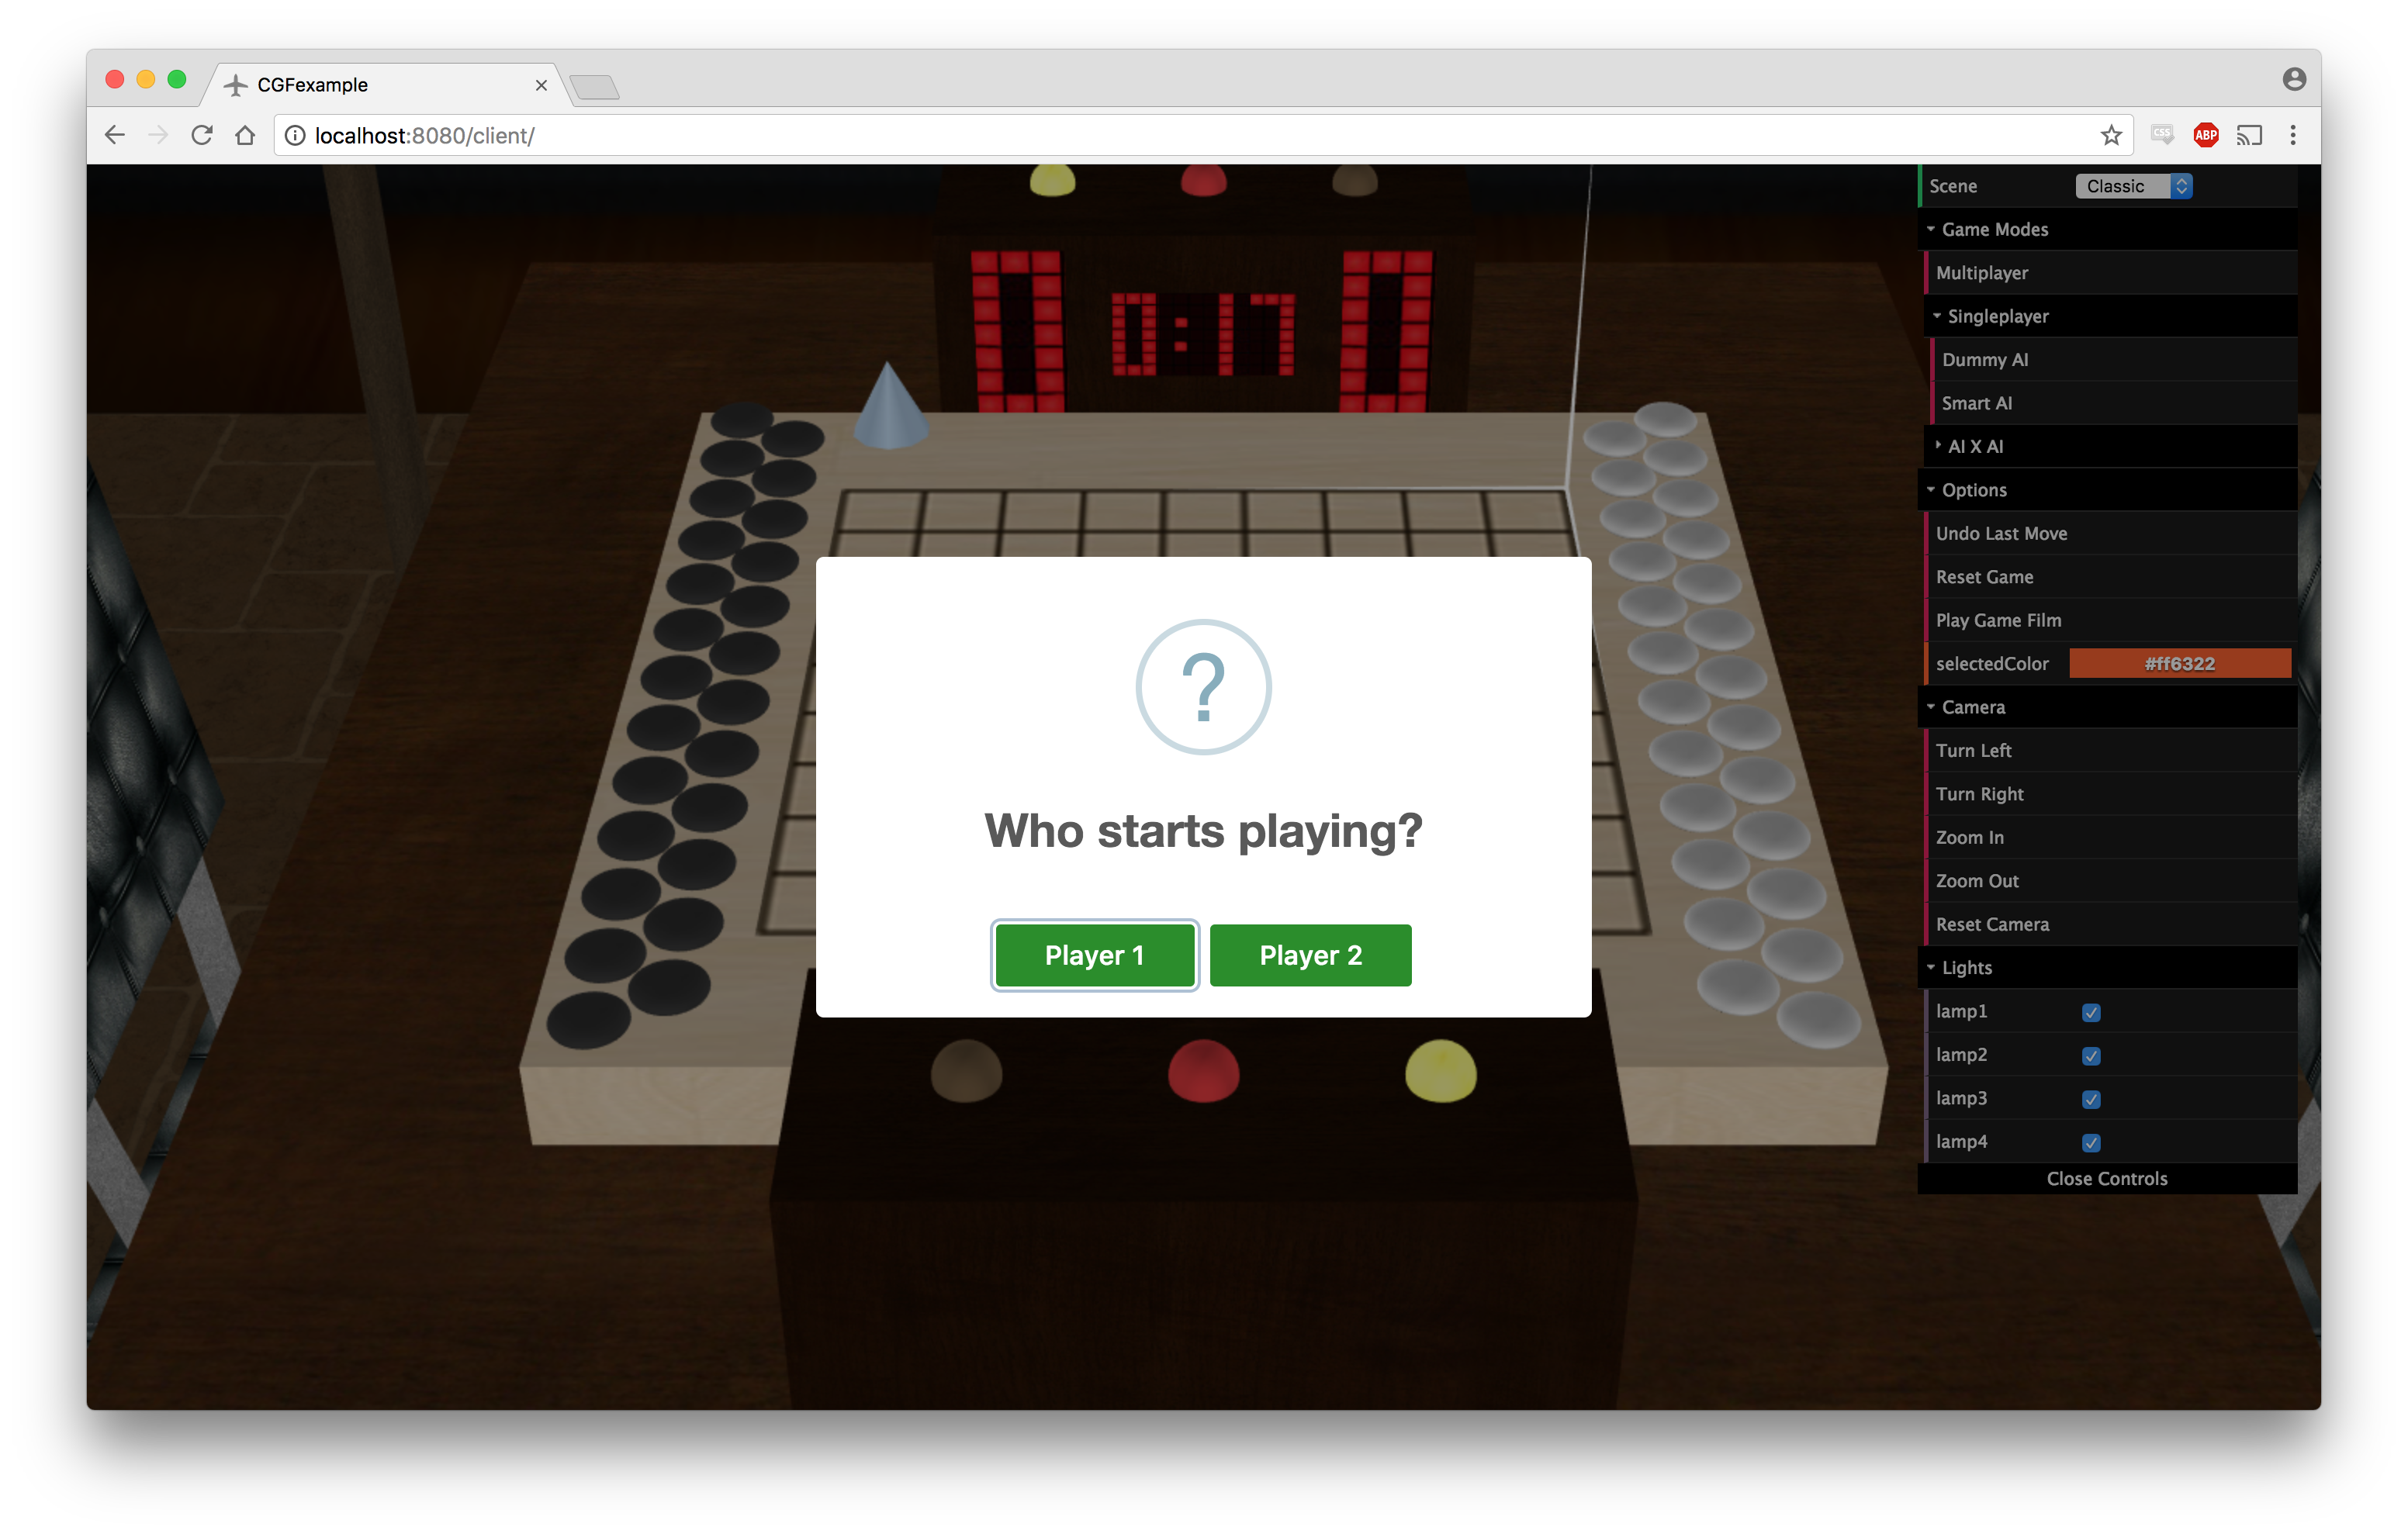 CGFexample
localhost:8080/client/
CSS
ABP
0
0:17
0
Scene Classic
Game Modes
Multiplayer
Singleplayer
Dummy AI
Smart AI
AI X AI
Options
Undo Last Move
Reset Game
Play Game Film
selectedColor #ff6322
Camera
Turn Left
Turn Right
Zoom In
Zoom Out
Reset Camera
Lights
lamp1
lamp2
lamp3
lamp4
Close Controls
?
Who starts playing?
Player 1 Player 2